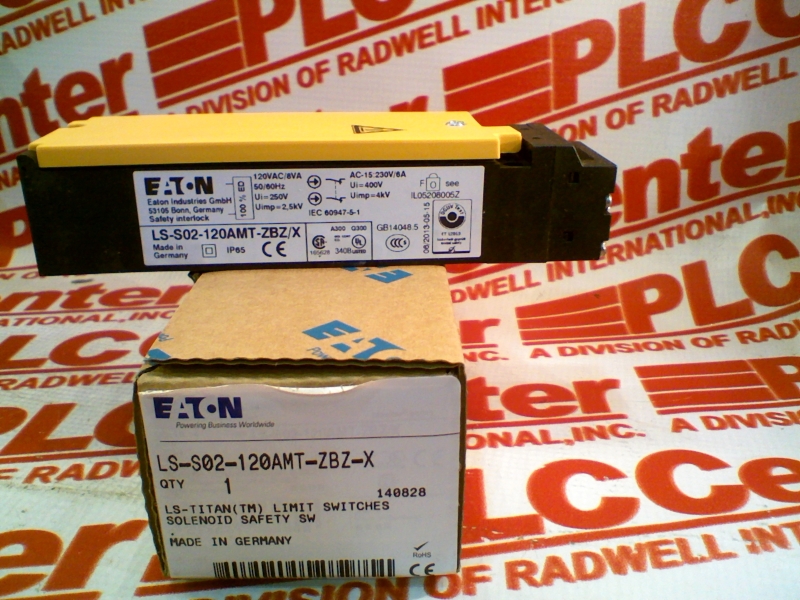 EATON
Eaton Industries GmbH
53105 Bonn, Germany
Safety interlock
100 % ED
120VAC/8VA
50/60Hz
Ui=250V
Uimp=2,5kV
AC-15:230V/6A
Ui=400V
Uimp=4kV
IEC 60947-5-1
F see
IL05208005Z
LS-S02-120AMT-ZBZ/X
Made in
Germany
IP65
CE
A300 Q300
GB14048.5
CCC
06/2013-05-15
EATON
EATON
Powering Business Worldwide
LS-S02-120AMT-ZBZ-X
QTY 1
140828
LS-TITAN(TM) LIMIT SWITCHES
SOLENOID SAFETY SW
MADE IN GERMANY
RoHS
CE
PLCCenter
A DIVISION OF RADWELL INTERNATIONAL, INC.